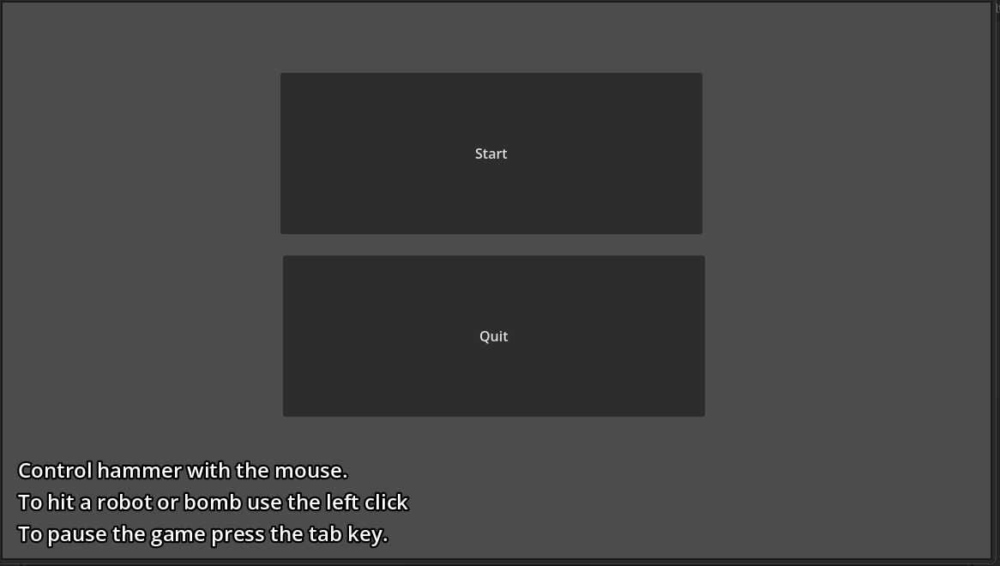 Start
Quit
Control hammer with the mouse.
To hit a robot or bomb use the left click
To pause the game press the tab key.